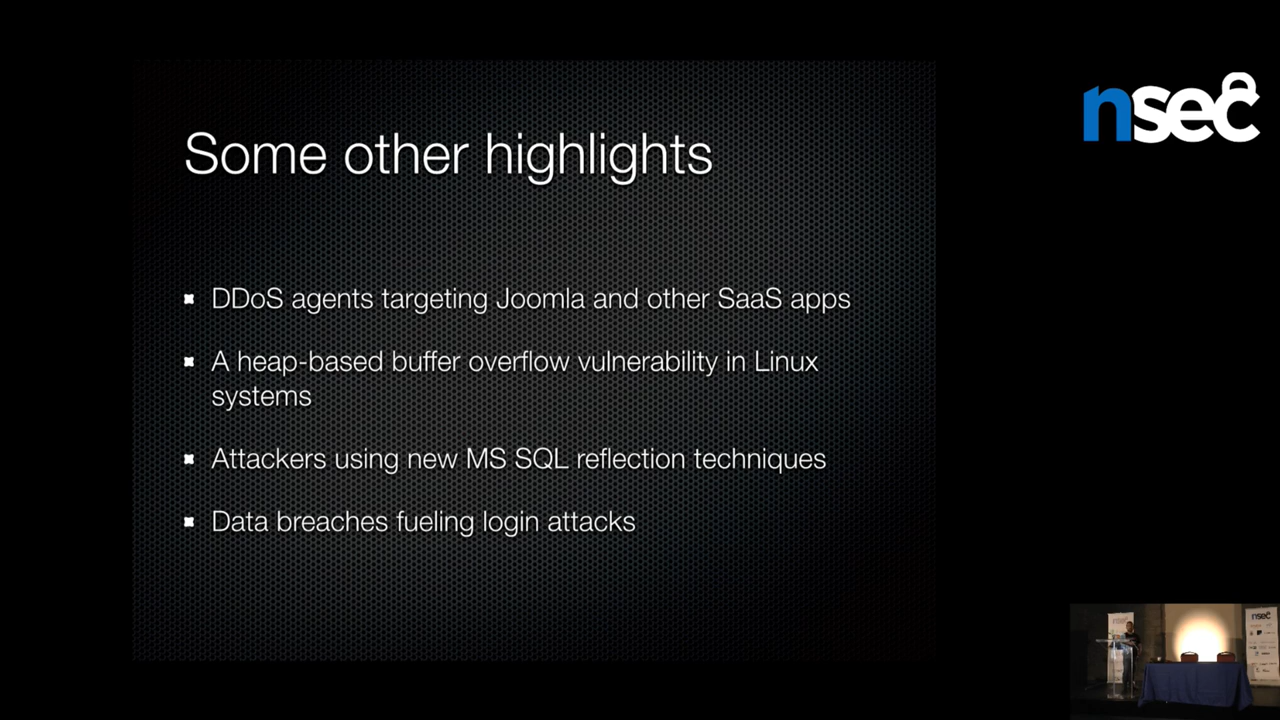 nsec
Some other highlights
DDoS agents targeting Joomla and other SaaS apps
A heap-based buffer overflow vulnerability in Linux
systems
Attackers using new MS SQL reflection techniques
Data breaches fueling login attacks
nsec